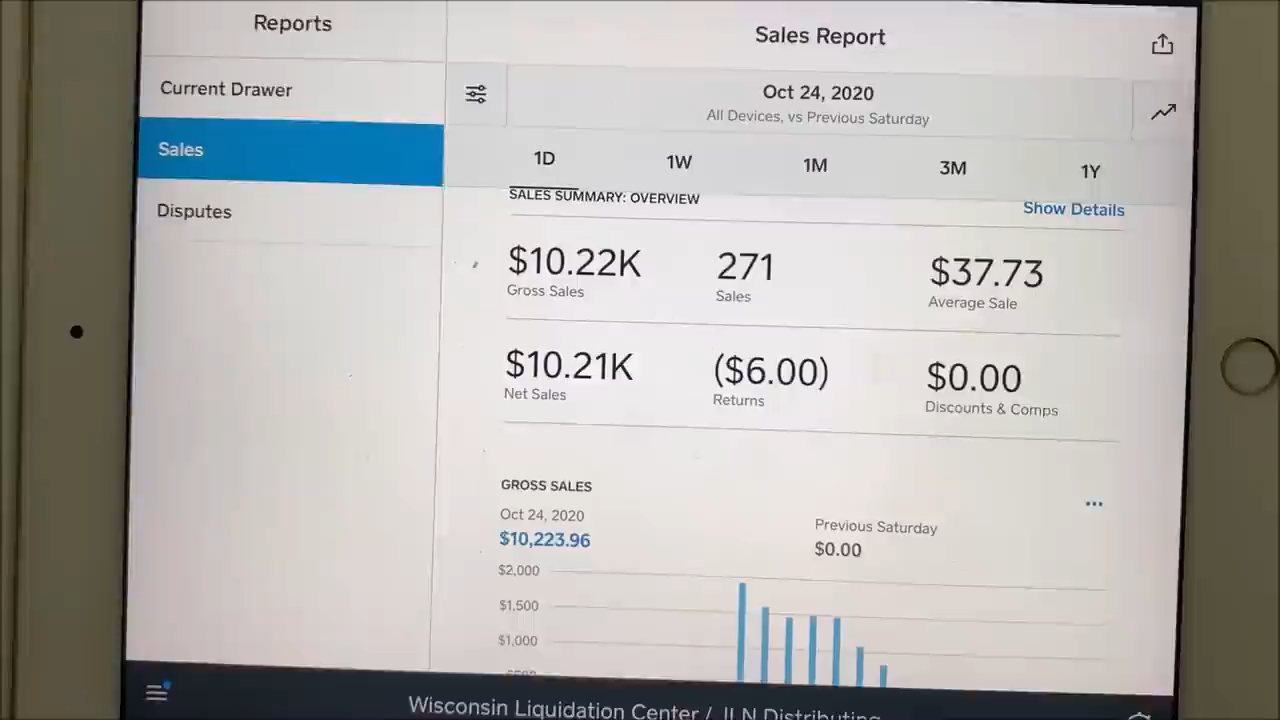 Reports
Current Drawer
Sales
Disputes
Sales Report
Oct 24, 2020
All Devices, vs Previous Saturday
1D 1W 1M 3M 1Y
SALES SUMMARY: OVERVIEW Show Details
$10.22K 271 $37.73
Gross Sales Sales Average Sale
$10.21K ($6.00) $0.00
Net Sales Returns Discounts & Comps
GROSS SALES
Oct 24, 2020 Previous Saturday
$10,223.96 $0.00
$2,000
$1,500
$1,000
Wisconsin Liquidation Center / JLN Distributing